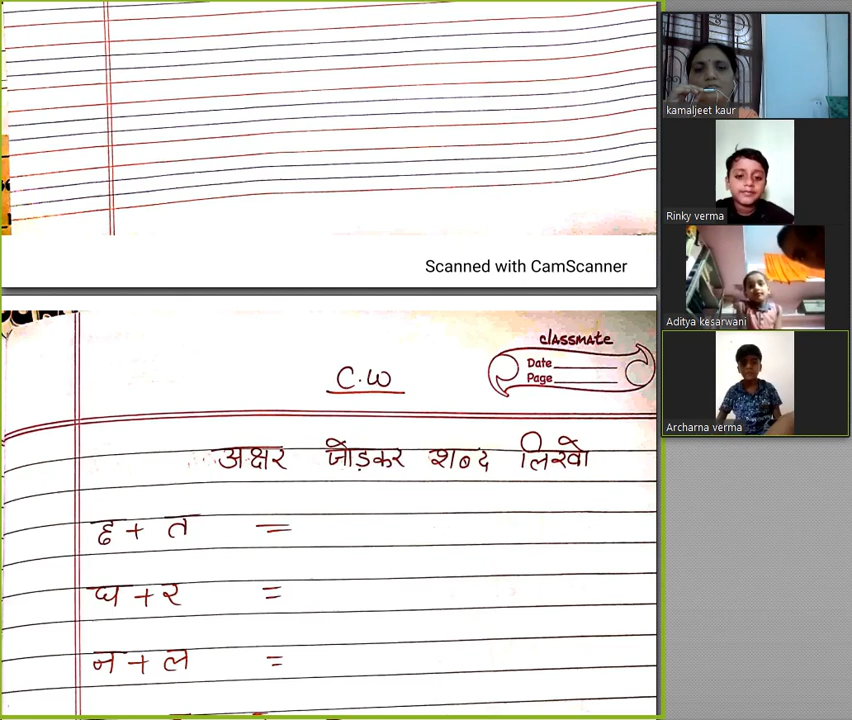 Scanned with CamScanner
classmate
Date
Page
C.W
अक्षर जोड़कर शब्द लिखो
ह + त =
घ + र =
न + ल =
kamaljeet kaur
Rinky verma
Aditya kesarwani
Archarna verma